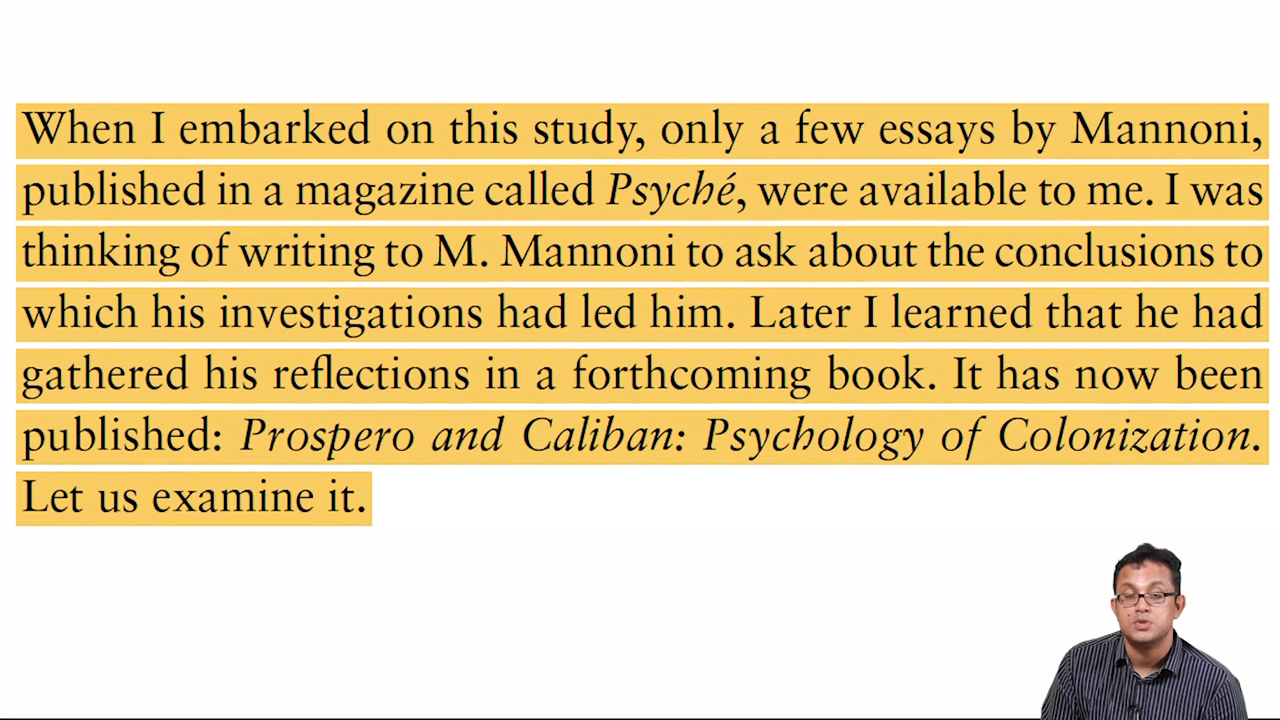 When I embarked on this study, only a few essays by Mannoni,
published in a magazine called Psyché, were available to me. I was
thinking of writing to M. Mannoni to ask about the conclusions to
which his investigations had led him. Later I learned that he had
gathered his reflections in a forthcoming book. It has now been
published: Prospero and Caliban: Psychology of Colonization.
Let us examine it.